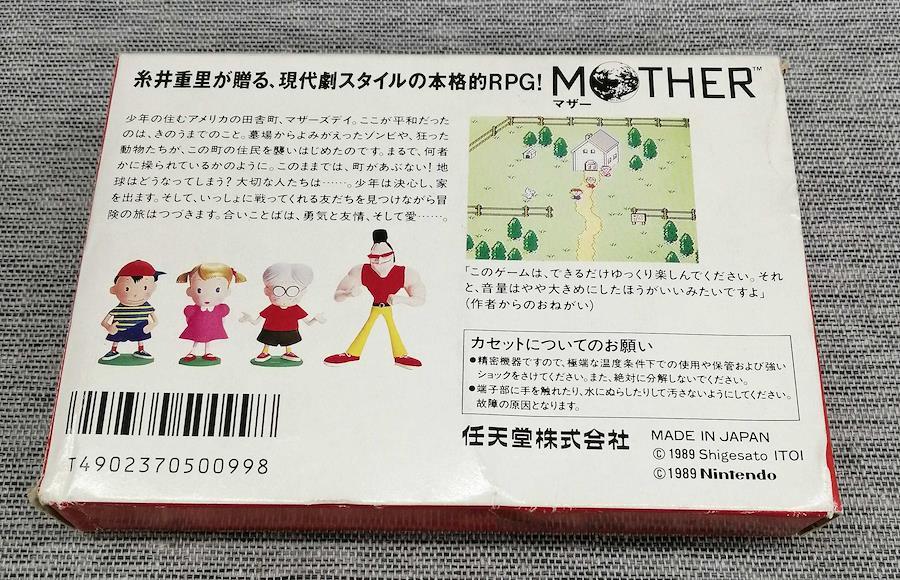 糸井重里が贈る、現代劇スタイルの本格的RPG! MOTHER™
マザー
少年の住むアメリカの田舎町、マザーズデイ。ここが平和だった
のは、きのうまでのこと。墓場からよみがえったゾンビや、狂った
動物たちが、この町の住民を襲いはじめたのです。まるで、何者
かに操られているかのように。このままでは、町があぶない!地
球はどうなってしまう?大切な人たちは……。少年は決心し、家
を出ます。そして、いっしょに戦ってくれる友だちを見つけながら冒
険の旅はつづきます。合いことばは、勇気と友情、そして愛……。
「このゲームは、できるだけゆっくり楽しんでください。それ
と、音量はやや大きめにしたほうがいいみたいですよ」
(作者からのおねがい)
カセットについてのお願い
●精密機器ですので、極端な温度条件下での使用や保管および強い
ショックをさけてください。また、絶対に分解しないでください。
●端子部に手を触れたり、水にぬらしたりして汚さないようにしてください。
故障の原因となります。
任天堂株式会社
MADE IN JAPAN
©1989 Shigesato ITOI
©1989 Nintendo
T4902370500998